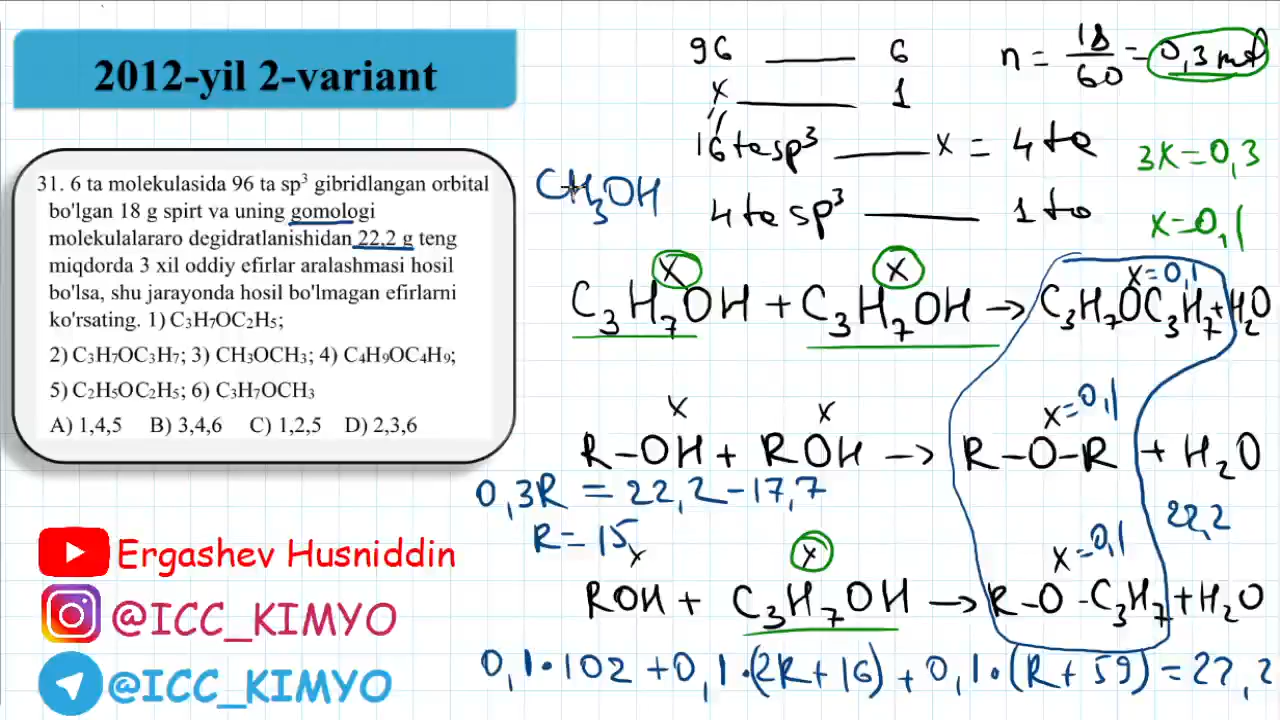 2012-yil 2-variant
31. 6 ta molekulasida 96 ta sp³ gibridlangan orbital
bo'lgan 18 g spirt va uning gomologi
molekulalararo degidratlanishidan 22,2 g teng
miqdorda 3 xil oddiy efirlar aralashmasi hosil
bo'lsa, shu jarayonda hosil bo'lmagan efirlarni
ko'rsating. 1) C₃H₇OC₂H₅;
2) C₃H₇OC₃H₇; 3) CH₃OCH₃; 4) C₄H₉OC₄H₉;
5) C₂H₅OC₂H₅; 6) C₃H₇OCH₃
A) 1,4,5 B) 3,4,6 C) 1,2,5 D) 2,3,6
Ergashev Husniddin
@ICC_KIMYO
@ICC_KIMYO
96 — 6
x — 1
16 ta sp³ — x = 4 ta
4 ta sp³ — 1 ta
n = 18/60 = 0,3 mol
3x = 0,3
x = 0,1
CH₃OH
x x x=0,1
C₃H₇OH + C₃H₇OH → C₃H₇OC₃H₇ + H₂O
x x x=0,1
R-OH + ROH → R-O-R + H₂O
0,3R = 22,2 - 17,7
22,2
R = 15
x x x=0,1
ROH + C₃H₇OH → R-O-C₃H₇ + H₂O
0,1·102 + 0,1·(2R+16) + 0,1·(R+59) = 22,2